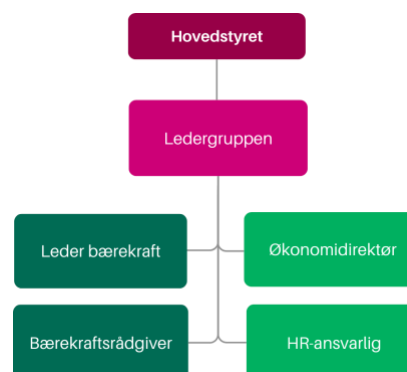 Hovedstyret
Ledergruppen
Leder bærekraft
Økonomidirektør
Bærekraftsrådgiver
HR-ansvarlig